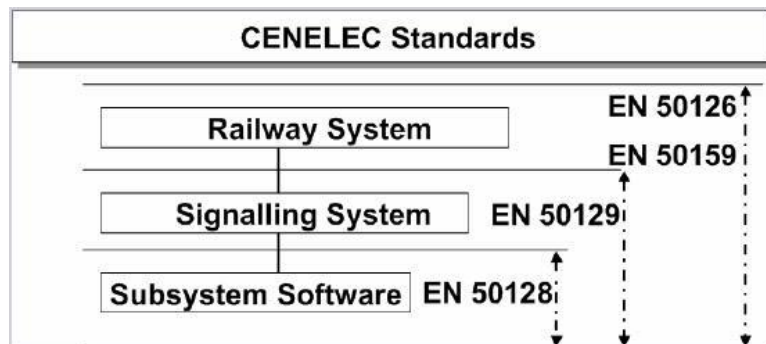 CENELEC Standards
EN 50126
Railway System
EN 50159
Signalling System EN 50129
Subsystem Software EN 50128